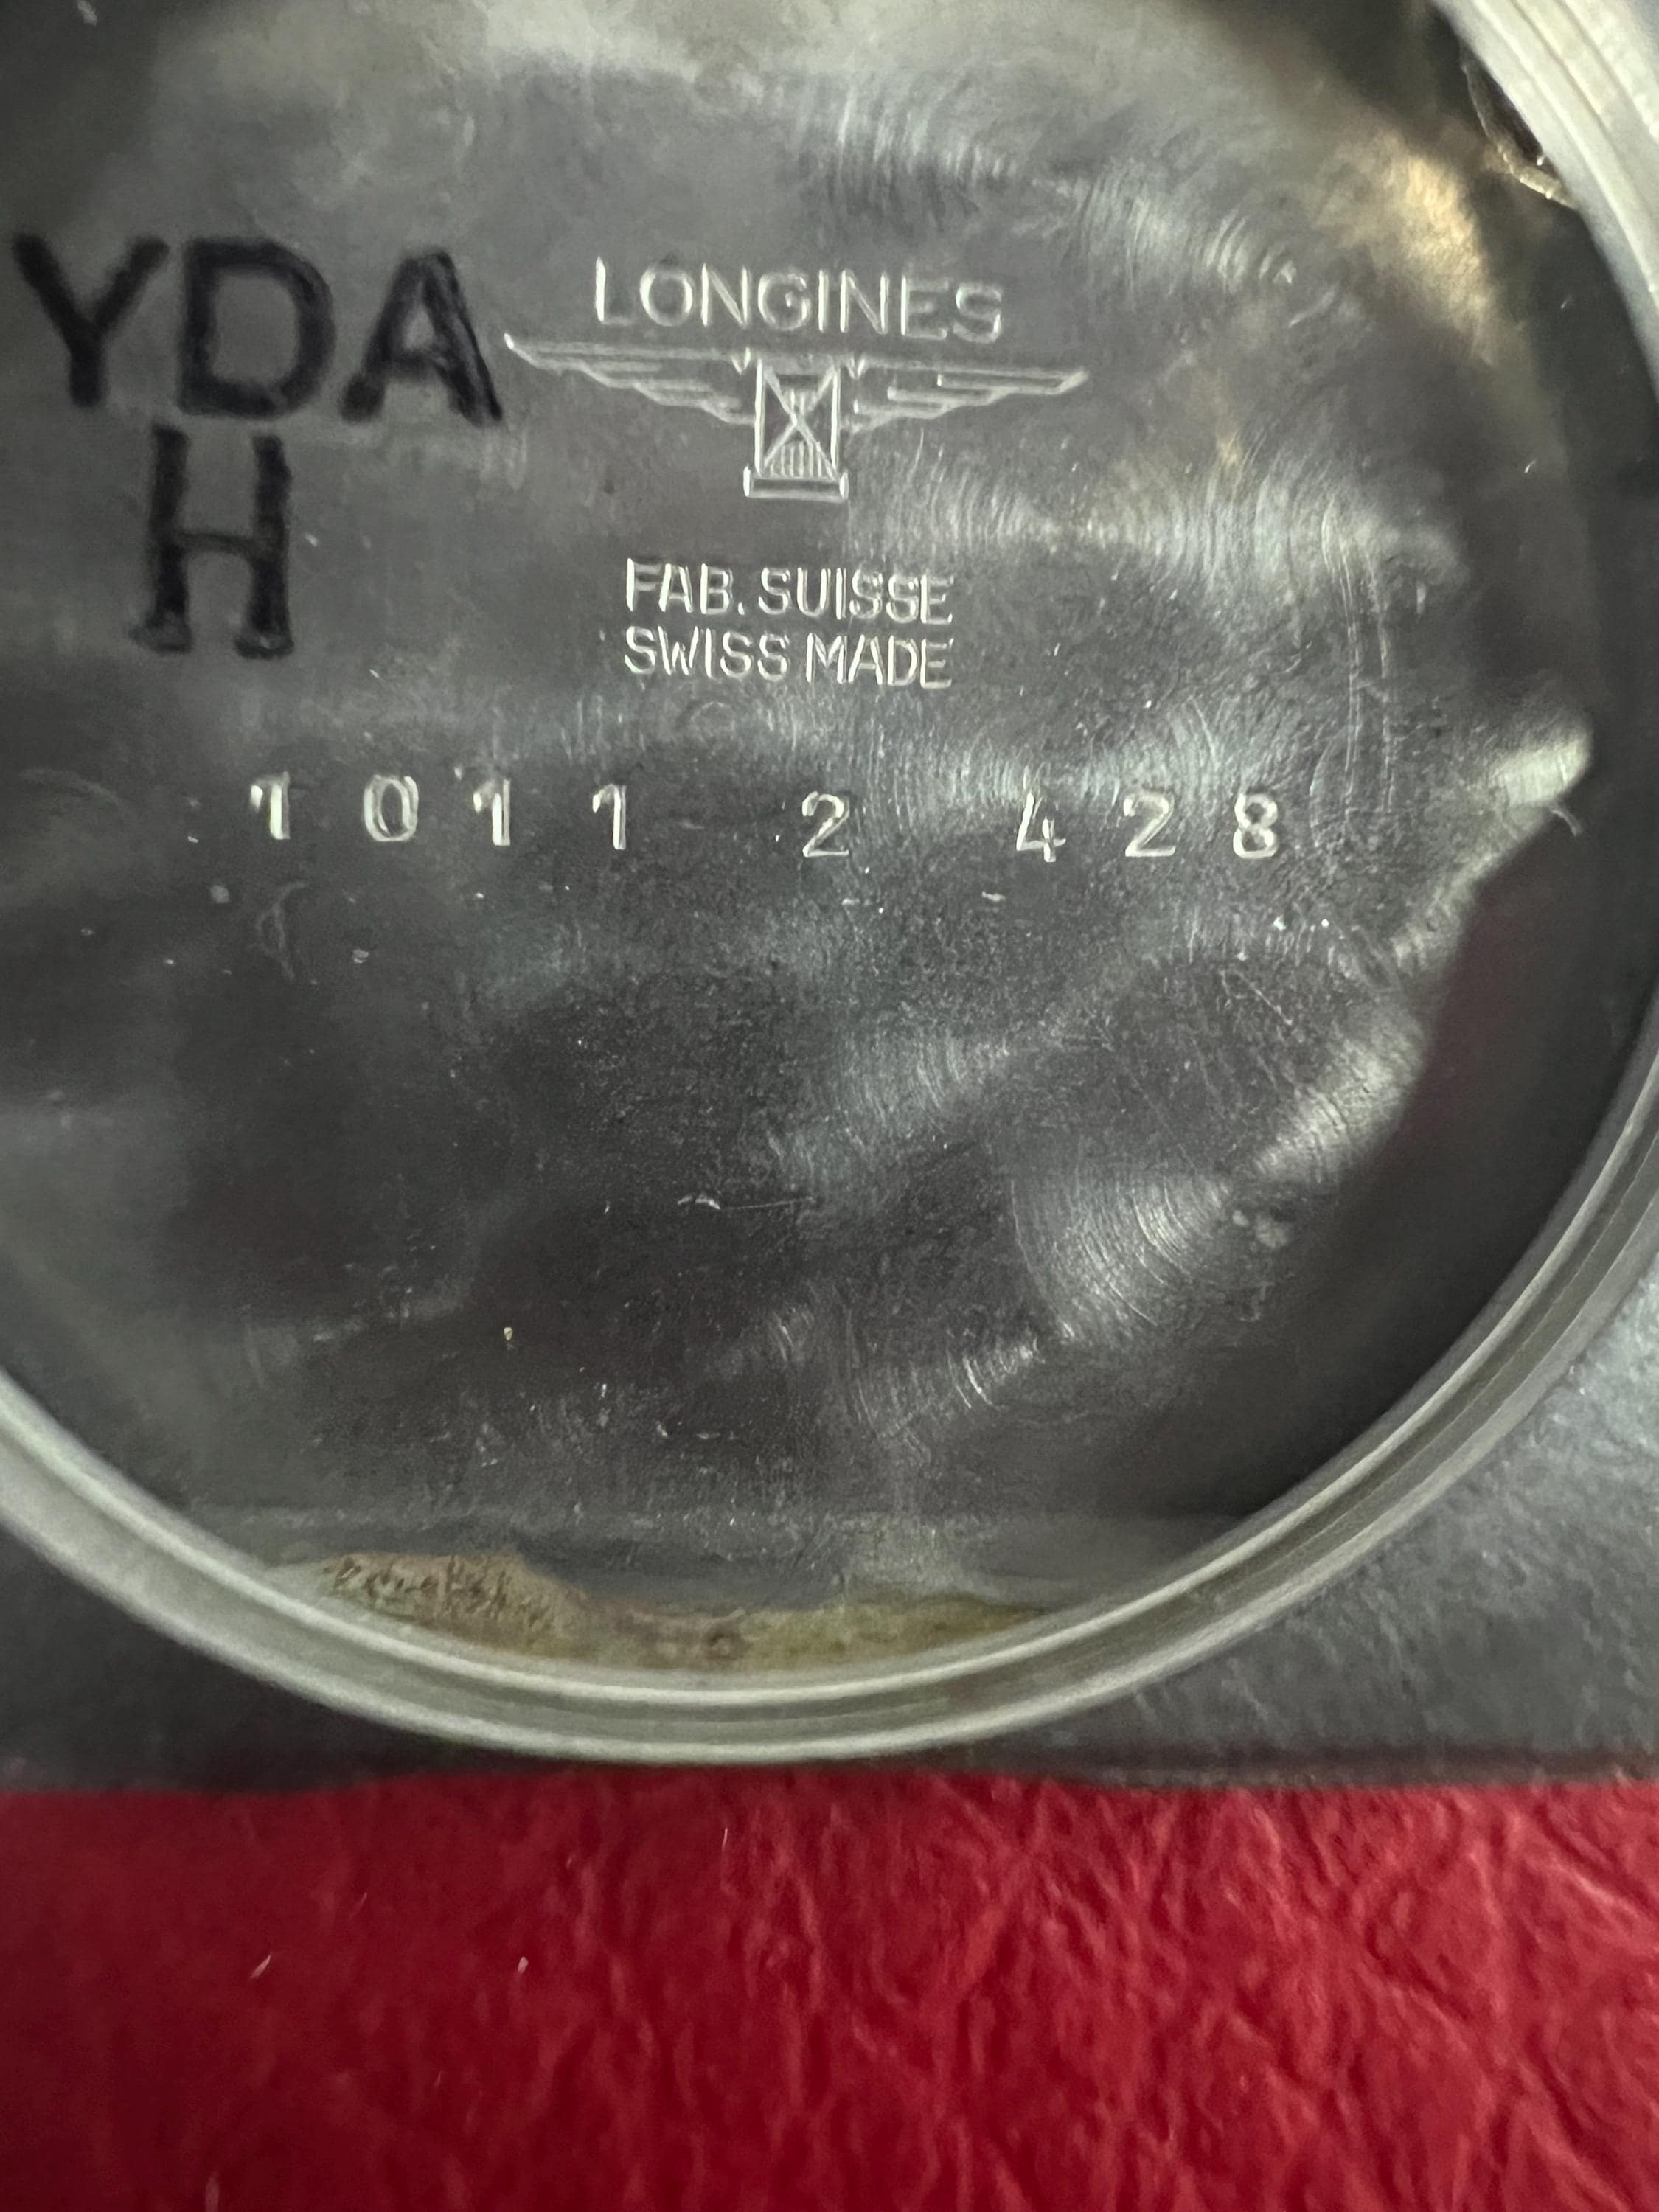 LONGINES
YDA
H
FAB. SUISSE
SWISS MADE
1011 2 428